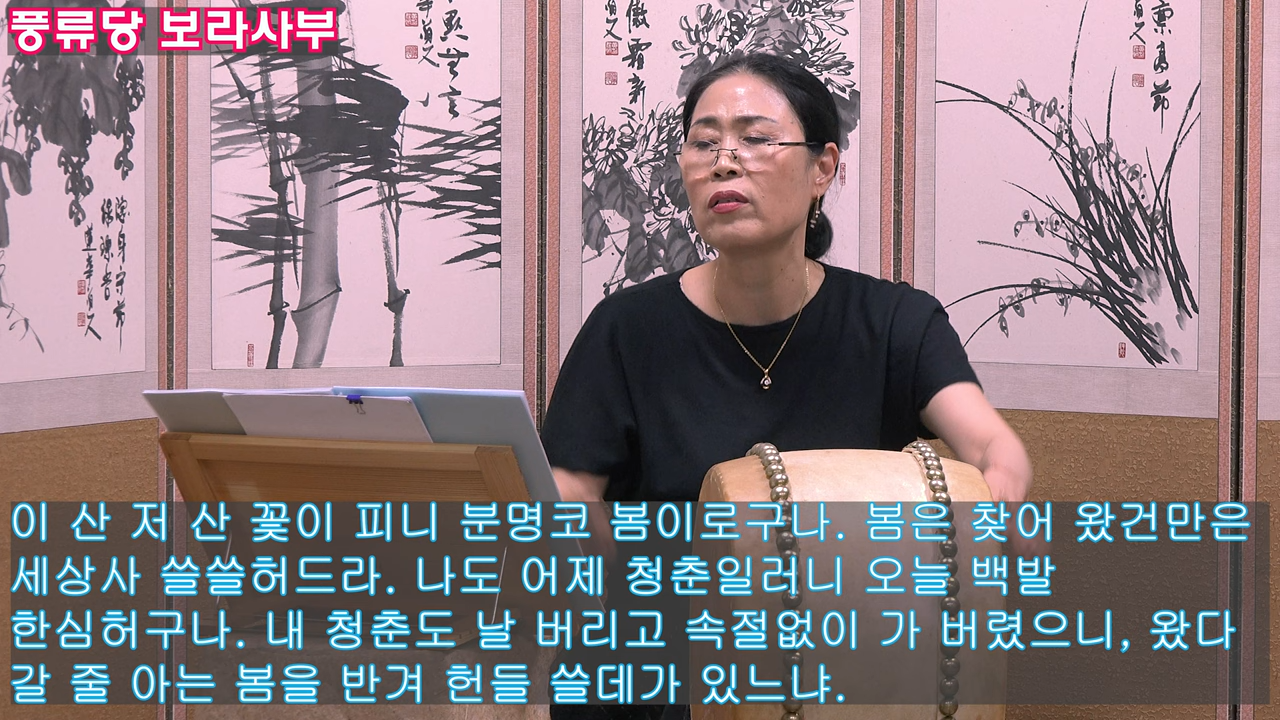 풍류당 보라사부
이 산 저 산 꽃이 피니 분명코 봄이로구나. 봄은 찾어 왔건만은
세상사 쓸쓸허드라. 나도 어제 청춘일러니 오늘 백발
한심허구나. 내 청춘도 날 버리고 속절없이 가 버렸으니, 왔다
갈 줄 아는 봄을 반겨 헌들 쓸데가 있느냐.